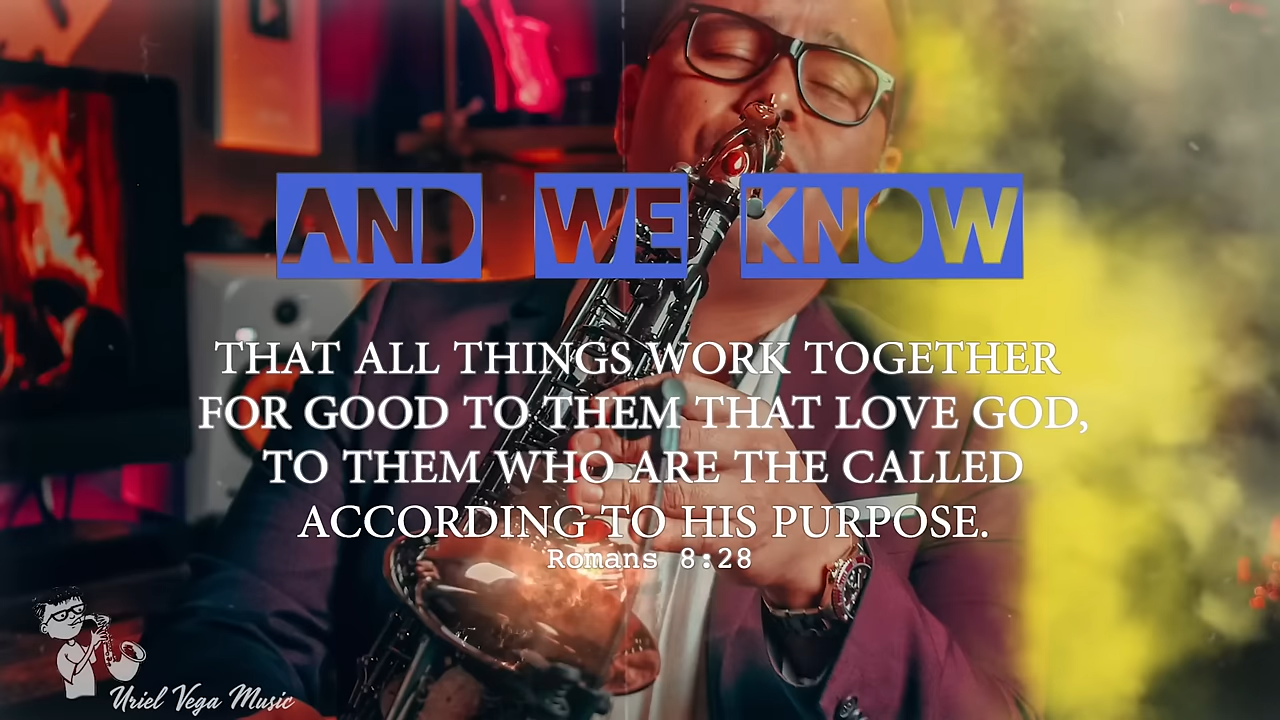 AND WE KNOW
THAT ALL THINGS WORK TOGETHER
FOR GOOD TO THEM THAT LOVE GOD,
TO THEM WHO ARE THE CALLED
ACCORDING TO HIS PURPOSE.
Romans 8:28
Uriel Vega Music